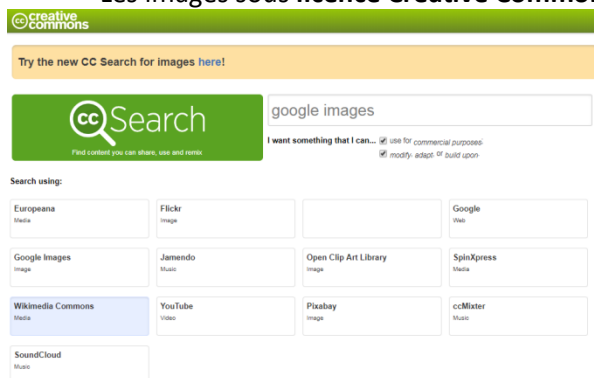 Les images sous licence Creative Commo
creative
commons
Try the new CC Search for images here!
cc Search
Find content you can share, use and remix
google images
I want something that I can... use for commercial purposes;
modify, adapt, or build upon.
Search using:
Europeana
Media
Flickr
Image
Google
Web
Google Images
Image
Jamendo
Music
Open Clip Art Library
Image
SpinXpress
Media
Wikimedia Commons
Media
YouTube
Video
Pixabay
Image
ccMixter
Music
SoundCloud
Music